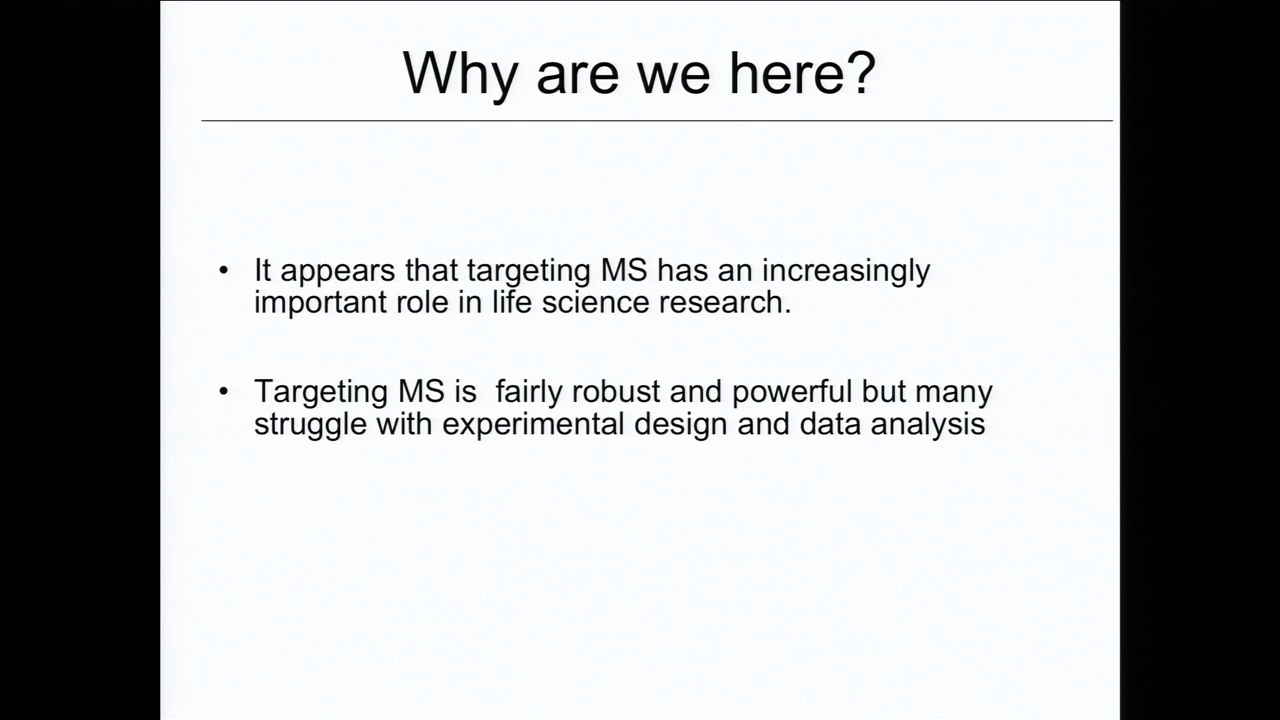 Why are we here?
• It appears that targeting MS has an increasingly
important role in life science research.
• Targeting MS is  fairly robust and powerful but many
struggle with experimental design and data analysis